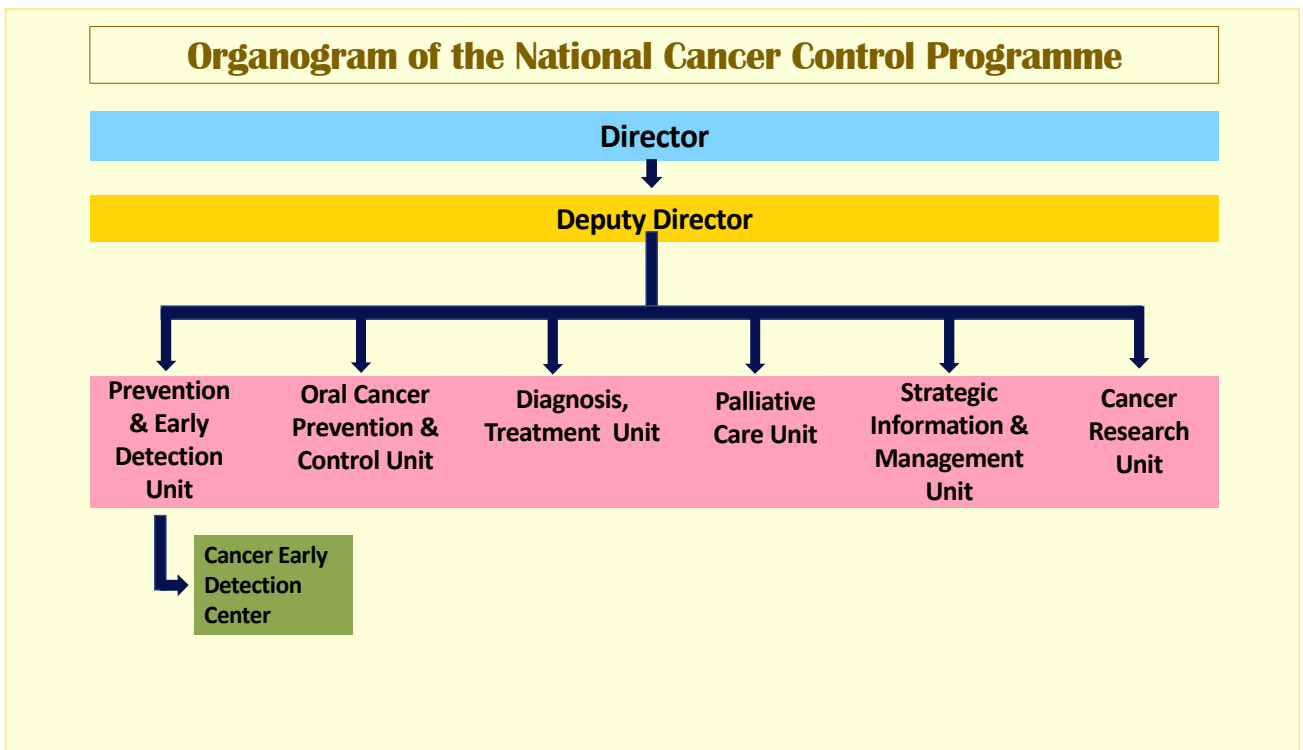 Organogram of the National Cancer Control Programme
Director
Deputy Director
Prevention
& Early
Detection
Unit
Oral Cancer
Prevention &
Control Unit
Diagnosis,
Treatment Unit
Palliative
Care Unit
Strategic
Information &
Management
Unit
Cancer
Research
Unit
Cancer Early
Detection
Center